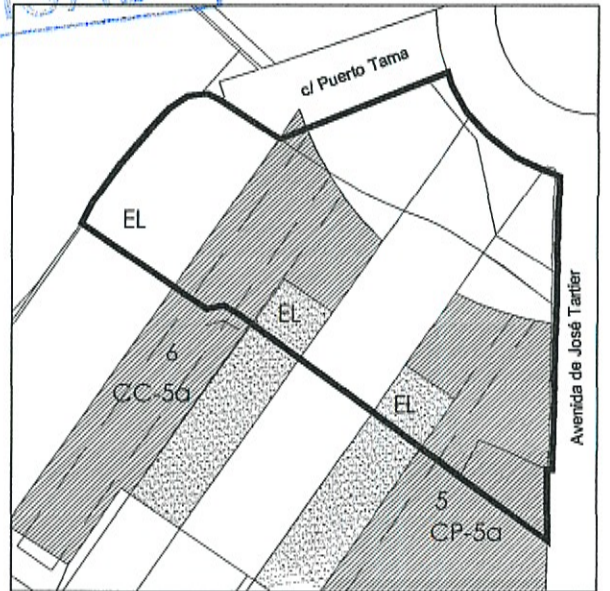 c/ Puerto Tama
EL
Avenida de José Tartier
EL
6
CC-5a
EL
5
CP-5a